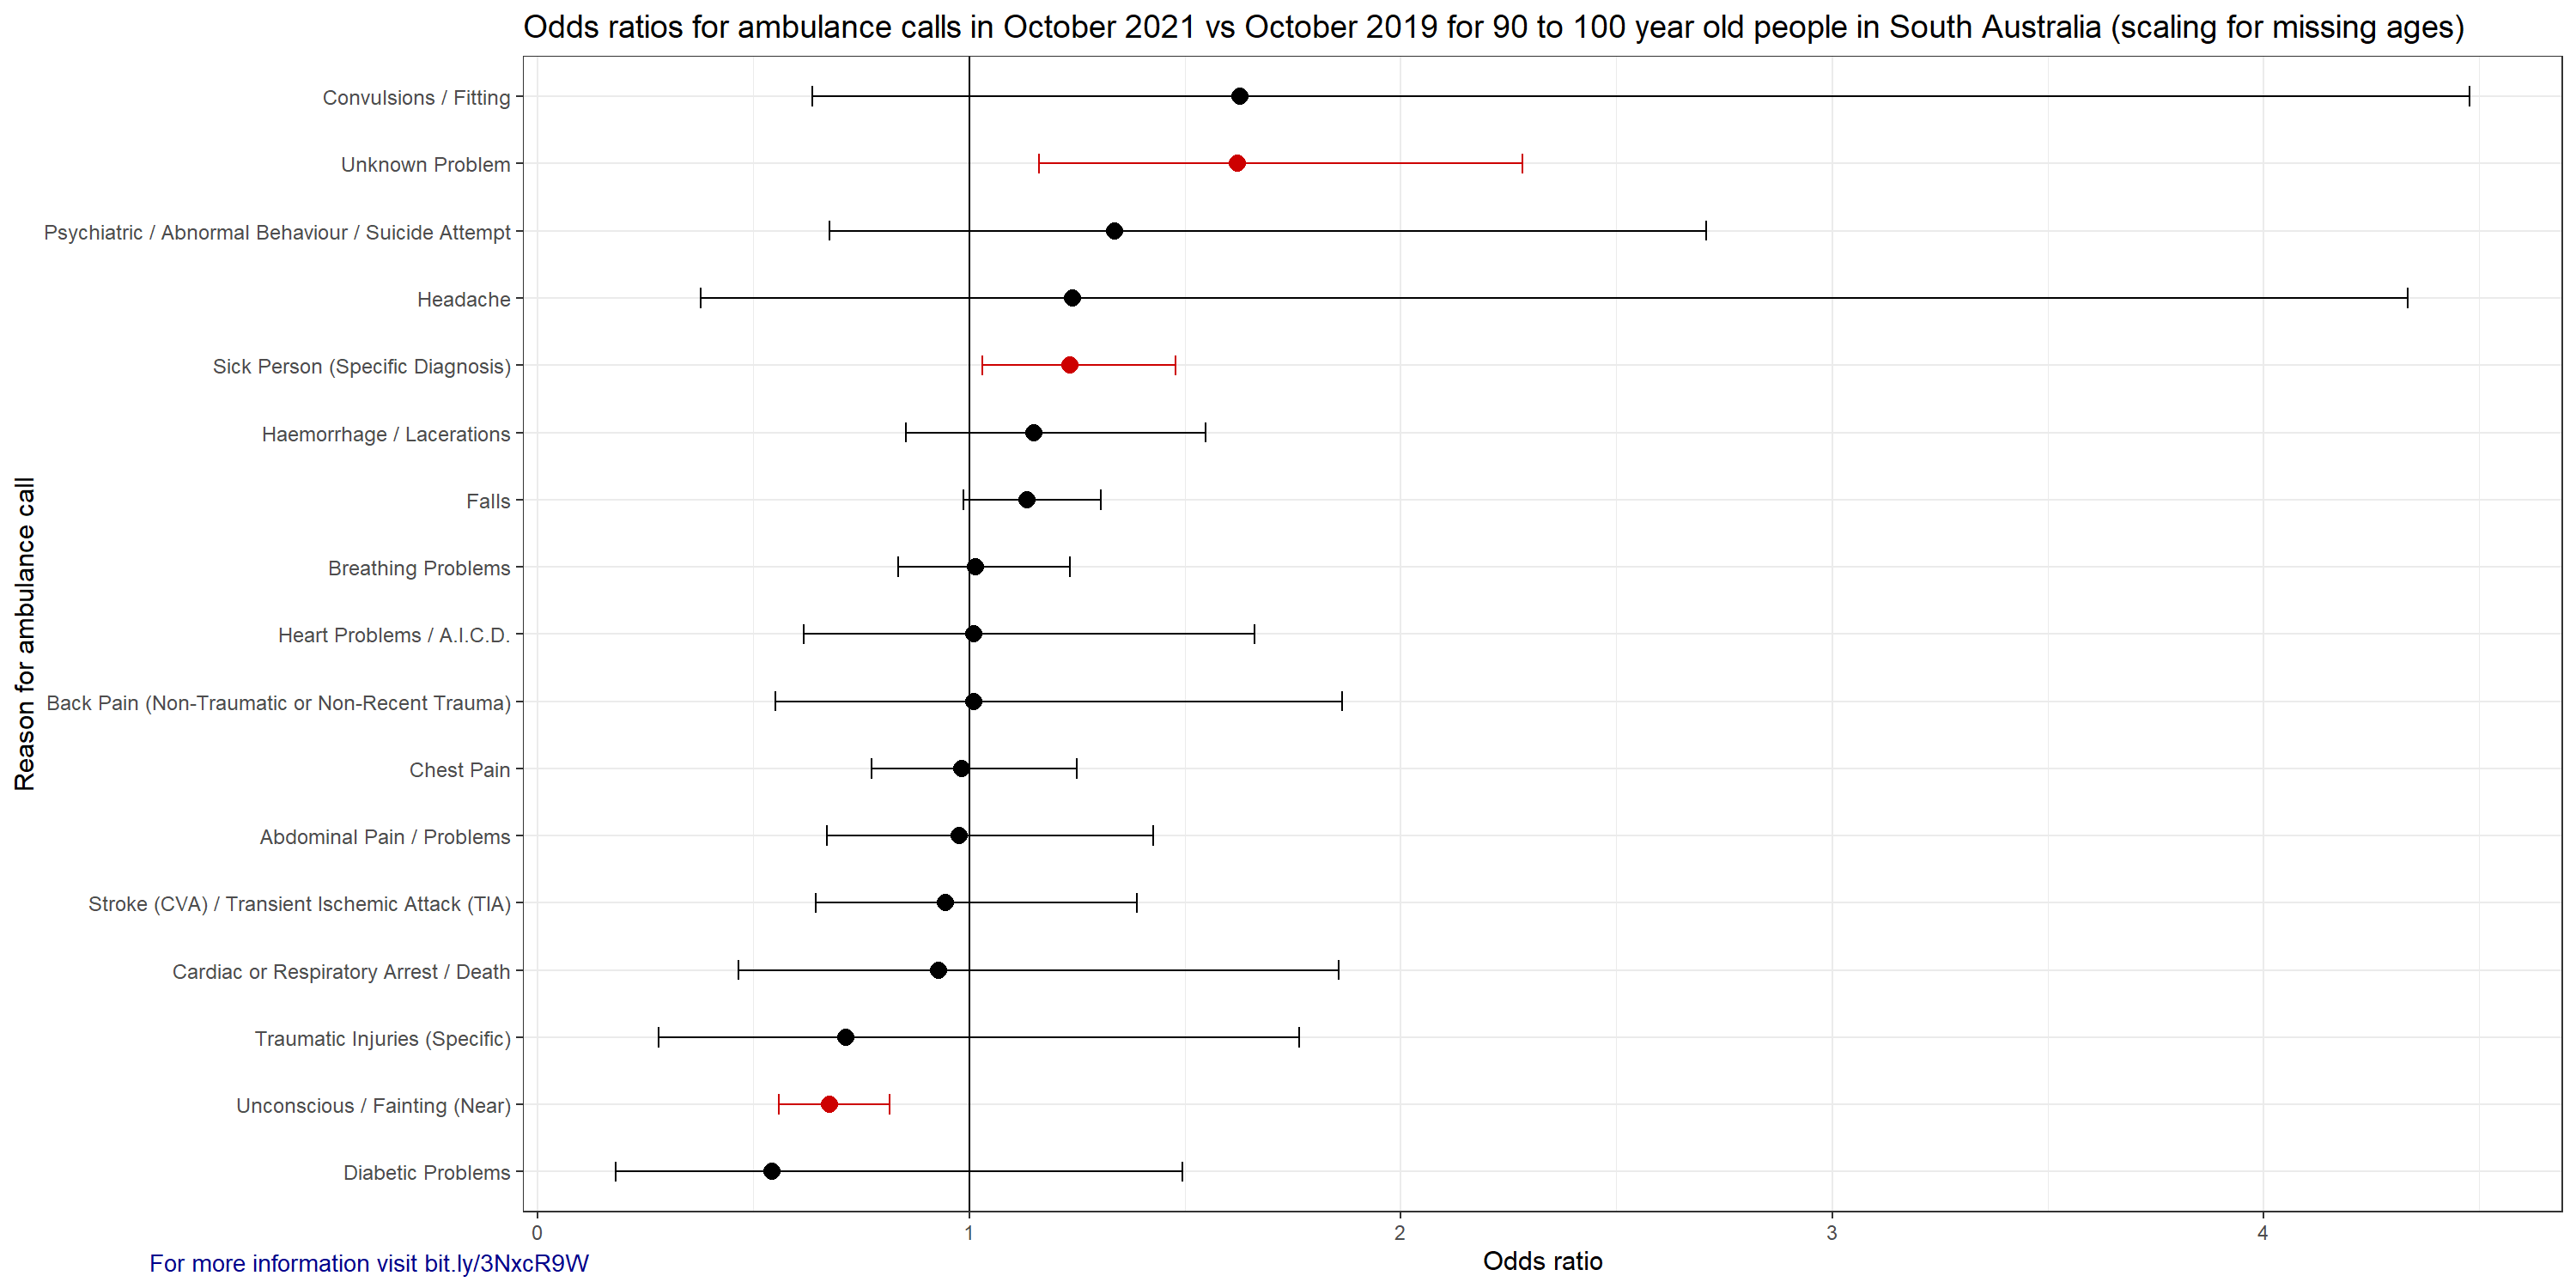 Odds ratios for ambulance calls in October 2021 vs October 2019 for 90 to 100 year old people in South Australia (scaling for missing ages)
Reason for ambulance call
Convulsions / Fitting
Unknown Problem
Psychiatric / Abnormal Behaviour / Suicide Attempt
Headache
Sick Person (Specific Diagnosis)
Haemorrhage / Lacerations
Falls
Breathing Problems
Heart Problems / A.I.C.D.
Back Pain (Non-Traumatic or Non-Recent Trauma)
Chest Pain
Abdominal Pain / Problems
Stroke (CVA) / Transient Ischemic Attack (TIA)
Cardiac or Respiratory Arrest / Death
Traumatic Injuries (Specific)
Unconscious / Fainting (Near)
Diabetic Problems
0 1 2 3 4
Odds ratio
For more information visit bit.ly/3NxcR9W